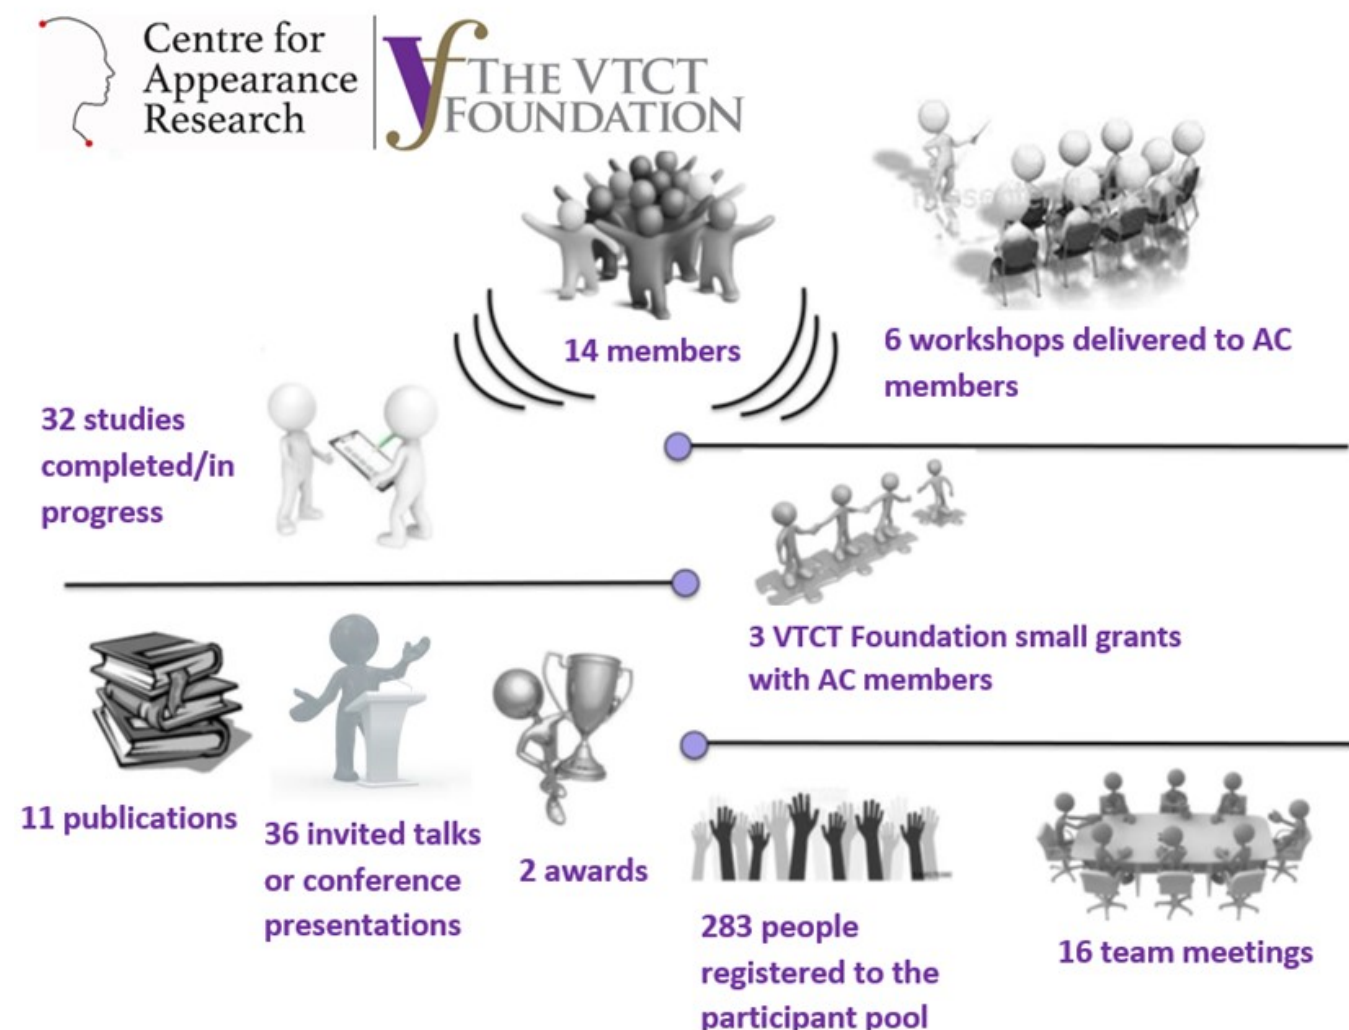 Centre for
Appearance
Research
THE VTCT
FOUNDATION
14 members
6 workshops delivered to AC
members
32 studies
completed/in
progress
3 VTCT Foundation small grants
with AC members
11 publications
36 invited talks
or conference
presentations
2 awards
283 people
registered to the
participant pool
16 team meetings